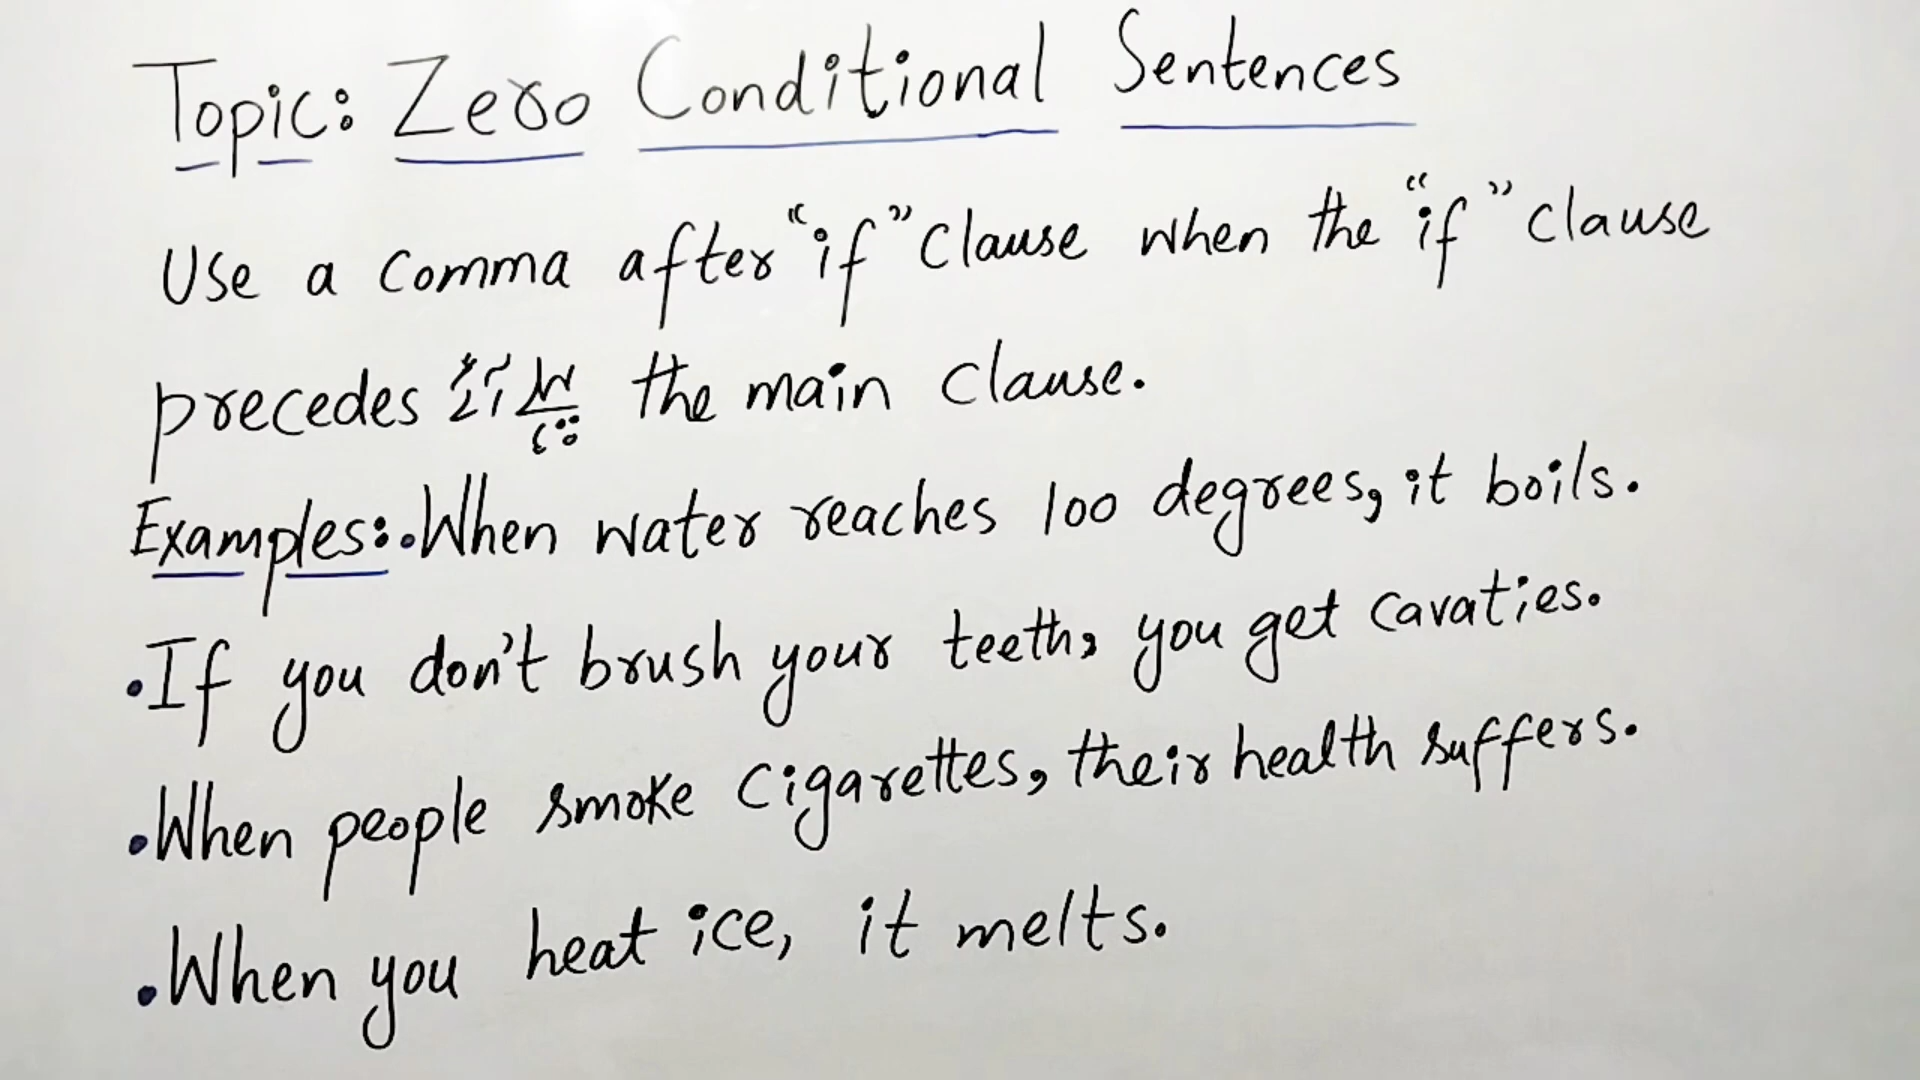 Topic: Zero Conditional Sentences
Use a comma after "if" clause when the "if" clause
precedes the main clause.
Examples: •When water reaches 100 degrees, it boils.
•If you don't brush your teeth, you get cavaties.
•When people smoke cigarettes, their health suffers.
•When you heat ice, it melts.